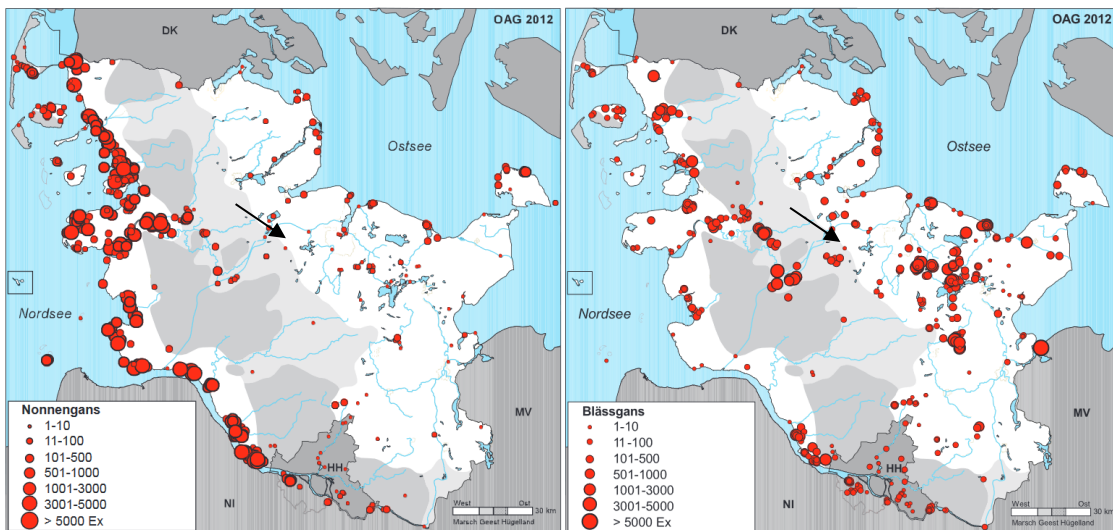 OAG 2012
DK
Ostsee
Nordsee
MV
HH
NI
Nonnengans
1-10
11-100
101-500
501-1000
1001-3000
3001-5000
> 5000 Ex
West Ost
30 km
Marsch Geest Hügelland
OAG 2012
DK
Ostsee
Nordsee
MV
HH
NI
Blässgans
1-10
11-100
101-500
501-1000
1001-3000
3001-5000
> 5000 Ex
West Ost
30 km
Marsch Geest Hügelland